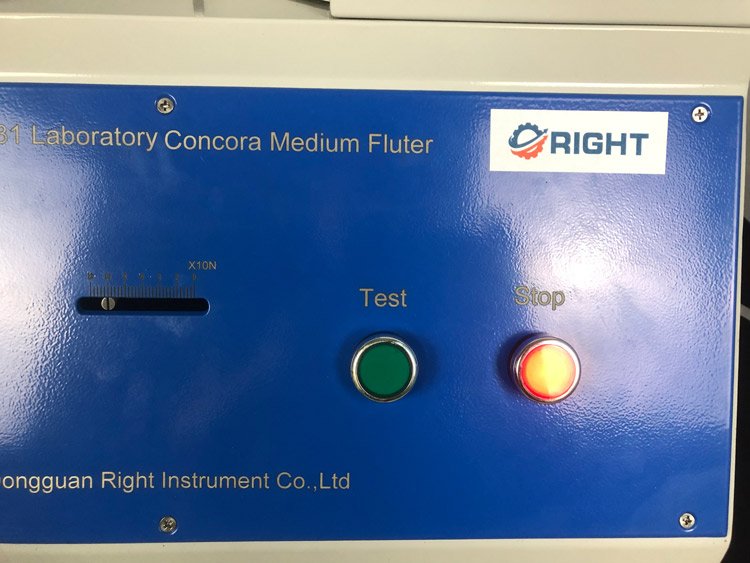 31 Laboratory Concora Medium Fluter
RIGHT
X10N
Test
Stop
ongguan Right Instrument Co.,Ltd